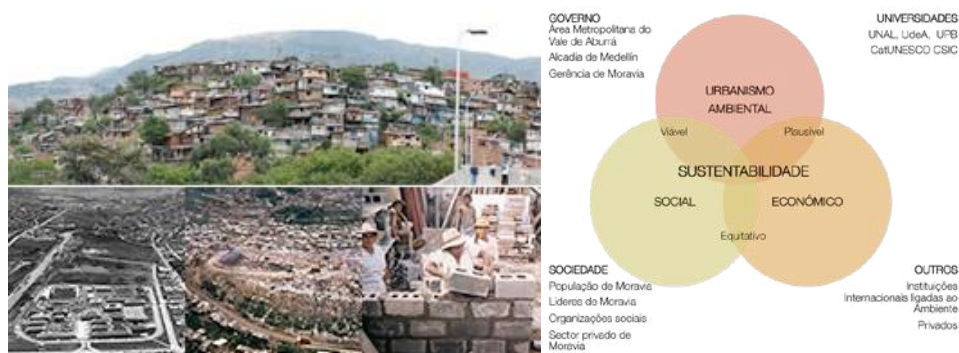 GOVERNO
Área Metropolitana do
Vale de Aburrá
Alcadia de Medellín
Gerência de Moravia
UNIVERSIDADES
UNAL, UdeA, UPB
CatUNESCO CSIC
URBANISMO
AMBIENTAL
Viável
Plausível
SUSTENTABILIDADE
SOCIAL
ECONÓMICO
Equitativo
SOCIEDADE
População de Moravia
Lideres de Moravia
Organizações sociais
Sector privado de
Moravia
OUTROS
Instituições
Internacionais ligadas ao
Ambiente
Privados